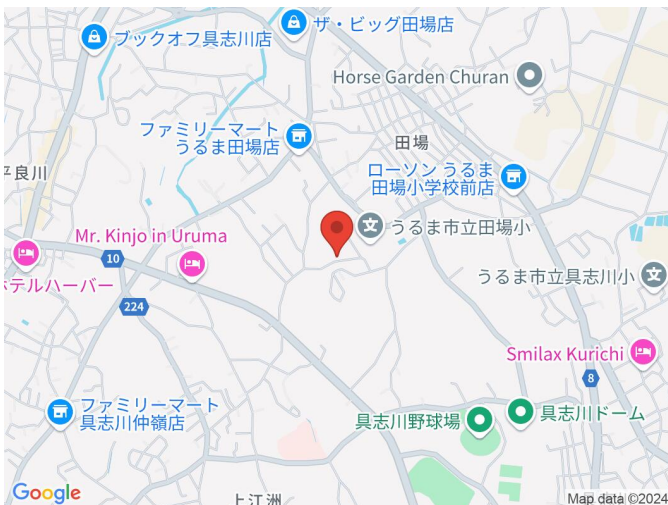 ブックオフ具志川店
ザ・ビッグ田場店
Horse Garden Churan
ファミリーマート
うるま田場店
田場
平良川
ローソン うるま
田場小学校前店
うるま市立田場小
Mr. Kinjo in Uruma
10
ホテルハーバー
うるま市立具志川小
224
Smilax Kurichi
8
ファミリーマート
具志川仲嶺店
具志川野球場
具志川ドーム
上江洲
Google
Map data ©2024